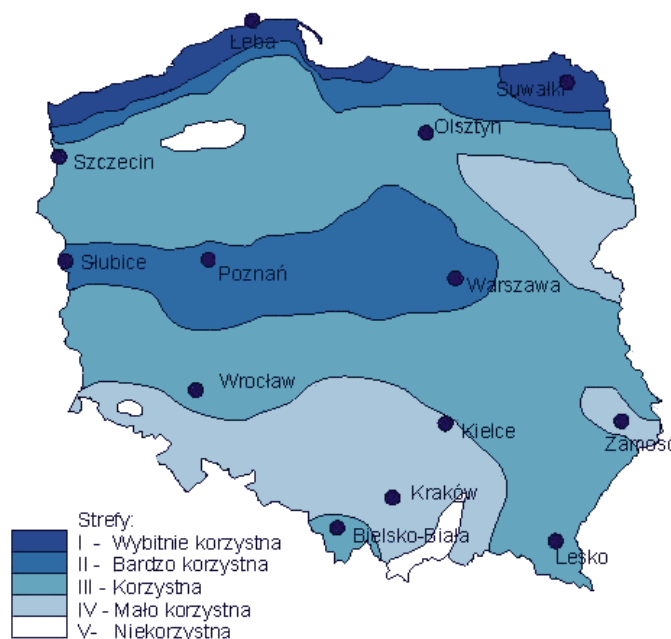 Łeba
Suwałki
Olsztyn
Szczecin
Słubice
Poznań
Warszawa
Wrocław
Kielce
Zamość
Kraków
Bielsko-Biała
Lesko
Strefy:
I - Wybitnie korzystna
II - Bardzo korzystna
III - Korzystna
IV - Mało korzystna
V- Niekorzystna